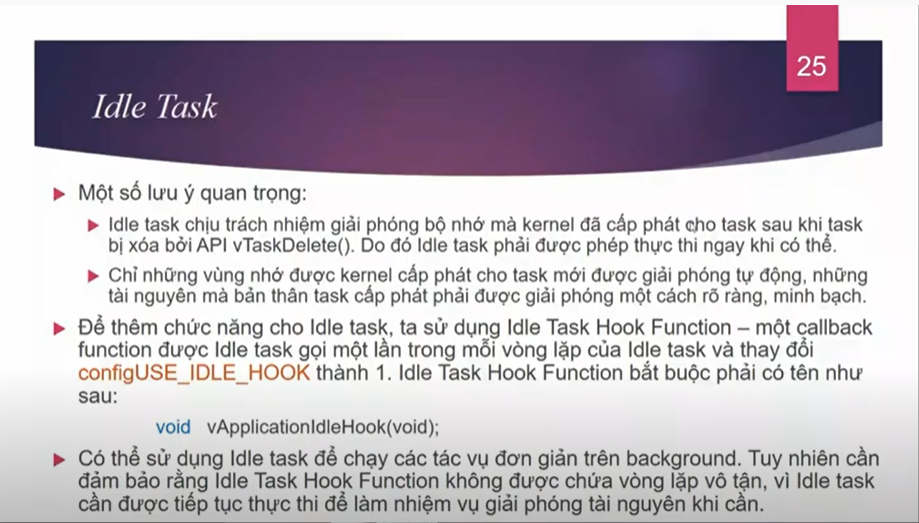 25
Idle Task
Một số lưu ý quan trọng:
Idle task chịu trách nhiệm giải phóng bộ nhớ mà kernel đã cấp phát cho task sau khi task
bị xóa bởi API vTaskDelete(). Do đó Idle task phải được phép thực thi ngay khi có thể.
Chỉ những vùng nhớ được kernel cấp phát cho task mới được giải phóng tự động, những
tài nguyên mà bản thân task cấp phát phải được giải phóng một cách rõ ràng, minh bạch.
Để thêm chức năng cho Idle task, ta sử dụng Idle Task Hook Function – một callback
function được Idle task gọi một lần trong mỗi vòng lặp của Idle task và thay đổi
configUSE_IDLE_HOOK thành 1. Idle Task Hook Function bắt buộc phải có tên như
sau:
void vApplicationIdleHook(void);
Có thể sử dụng Idle task để chạy các tác vụ đơn giản trên background. Tuy nhiên cần
đảm bảo rằng Idle Task Hook Function không được chứa vòng lặp vô tận, vì Idle task
cần được tiếp tục thực thi để làm nhiệm vụ giải phóng tài nguyên khi cần.